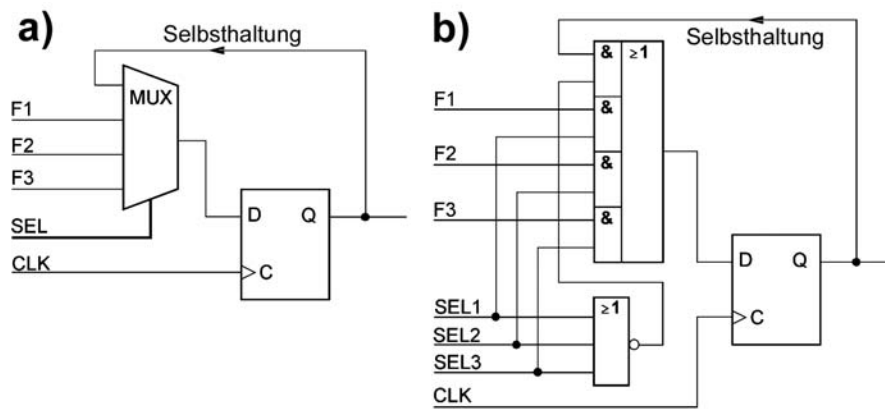 a)
Selbsthaltung
MUX
F1
F2
F3
SEL
CLK
D Q
C
b)
Selbsthaltung
& ≥1
F1
&
F2
&
F3
&
SEL1
≥1
SEL2
SEL3
CLK
D Q
C